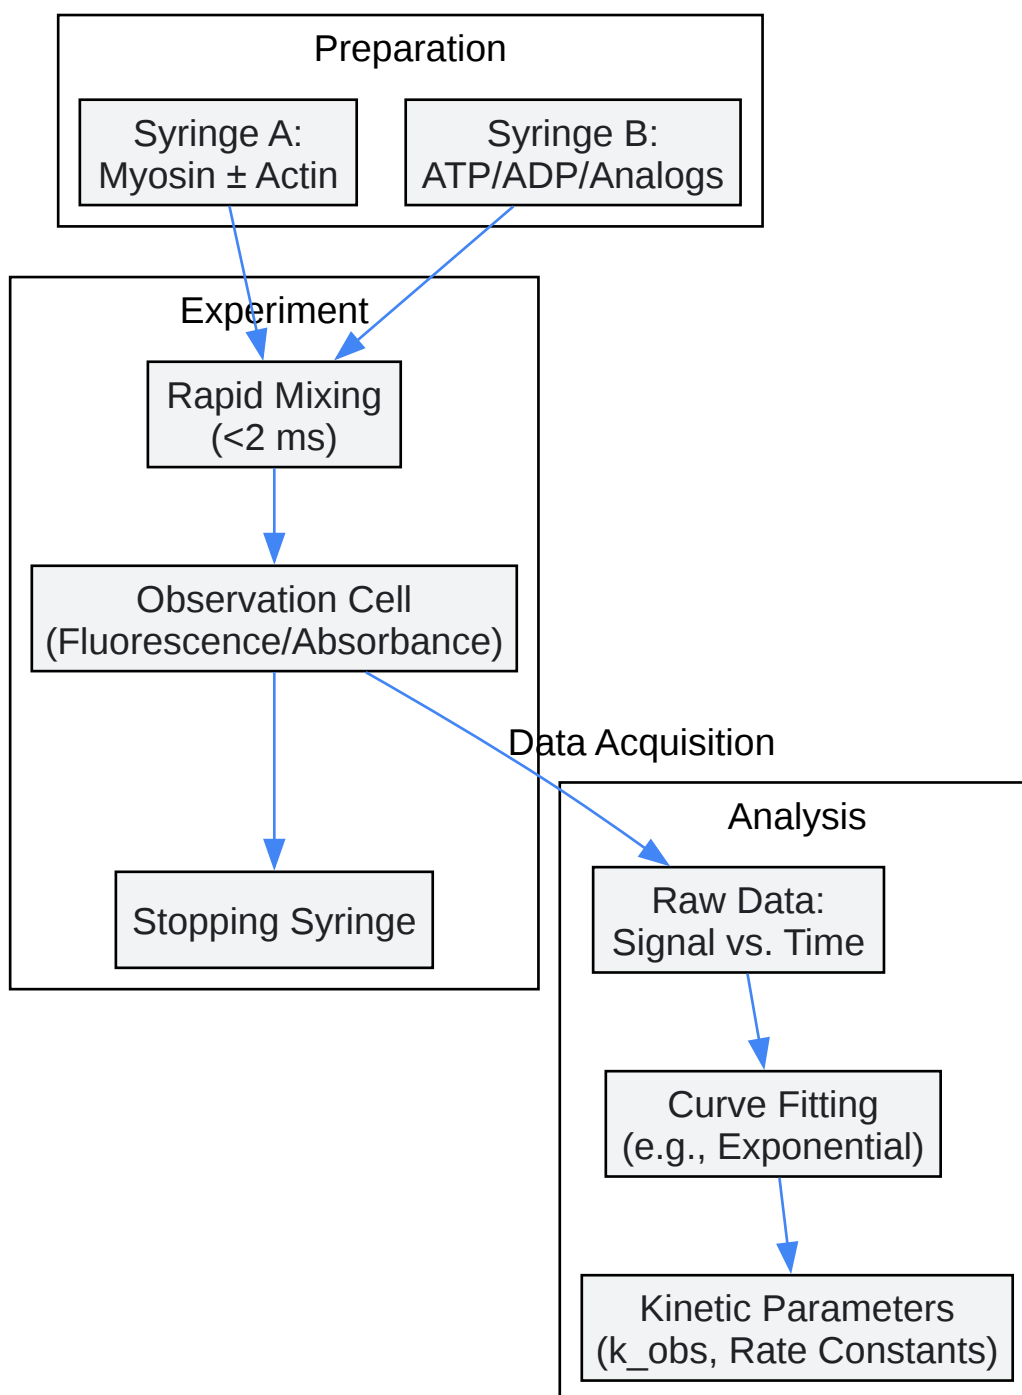 Preparation
Syringe A:
Myosin ± Actin
Syringe B:
ATP/ADP/Analogs
Experiment
Rapid Mixing
(<2 ms)
Observation Cell
(Fluorescence/Absorbance)
Data Acquisition
Stopping Syringe
Analysis
Raw Data:
Signal vs. Time
Curve Fitting
(e.g., Exponential)
Kinetic Parameters
(k_obs, Rate Constants)